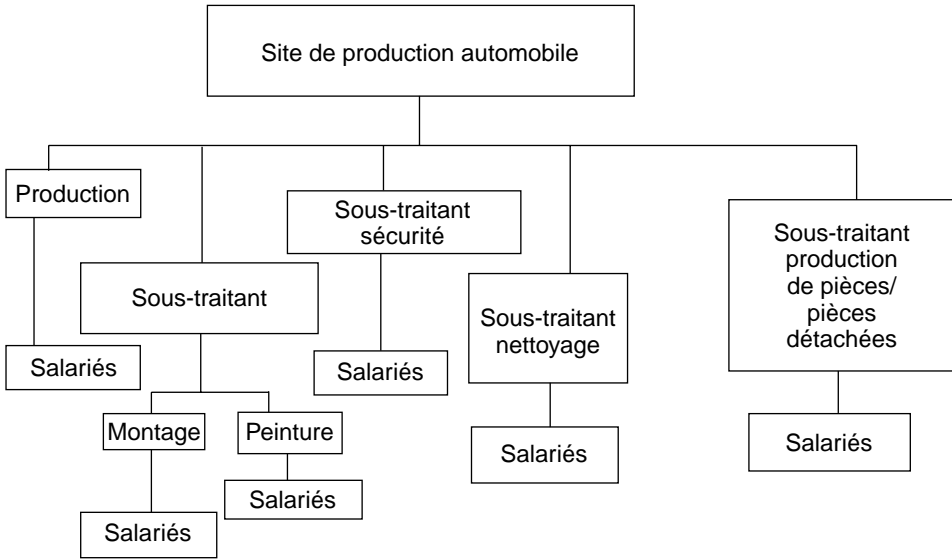 Site de production automobile
Production
Sous-traitant
sécurité
Sous-traitant
production
de pièces/
pièces
détachées
Sous-traitant
Sous-traitant
nettoyage
Salariés
Salariés
Montage
Peinture
Salariés
Salariés
Salariés
Salariés